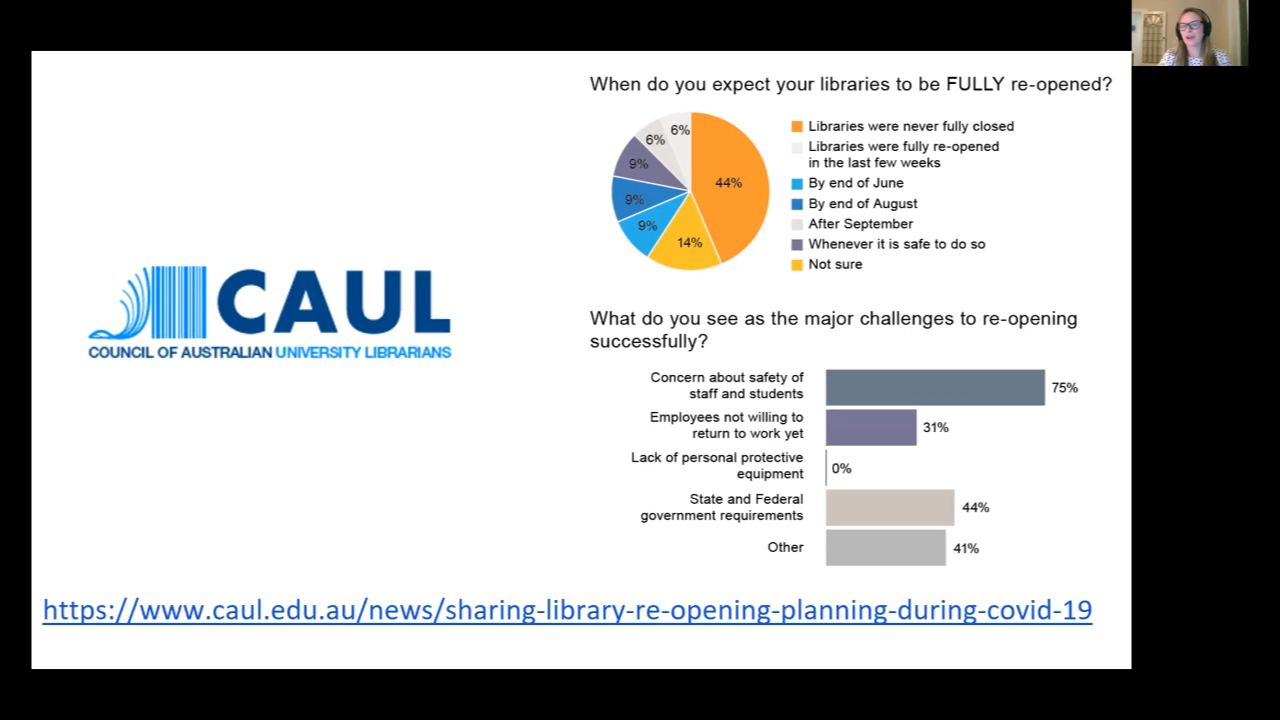 When do you expect your libraries to be FULLY re-opened?
6%
6%
9%
44%
9%
9%
14%
Libraries were never fully closed
Libraries were fully re-opened
in the last few weeks
By end of June
By end of August
After September
Whenever it is safe to do so
Not sure
CAUL
COUNCIL OF AUSTRALIAN UNIVERSITY LIBRARIANS
What do you see as the major challenges to re-opening
successfully?
Concern about safety of
staff and students
75%
Employees not willing to
return to work yet
31%
Lack of personal protective
equipment
0%
State and Federal
government requirements
44%
Other
41%
https://www.caul.edu.au/news/sharing-library-re-opening-planning-during-covid-19